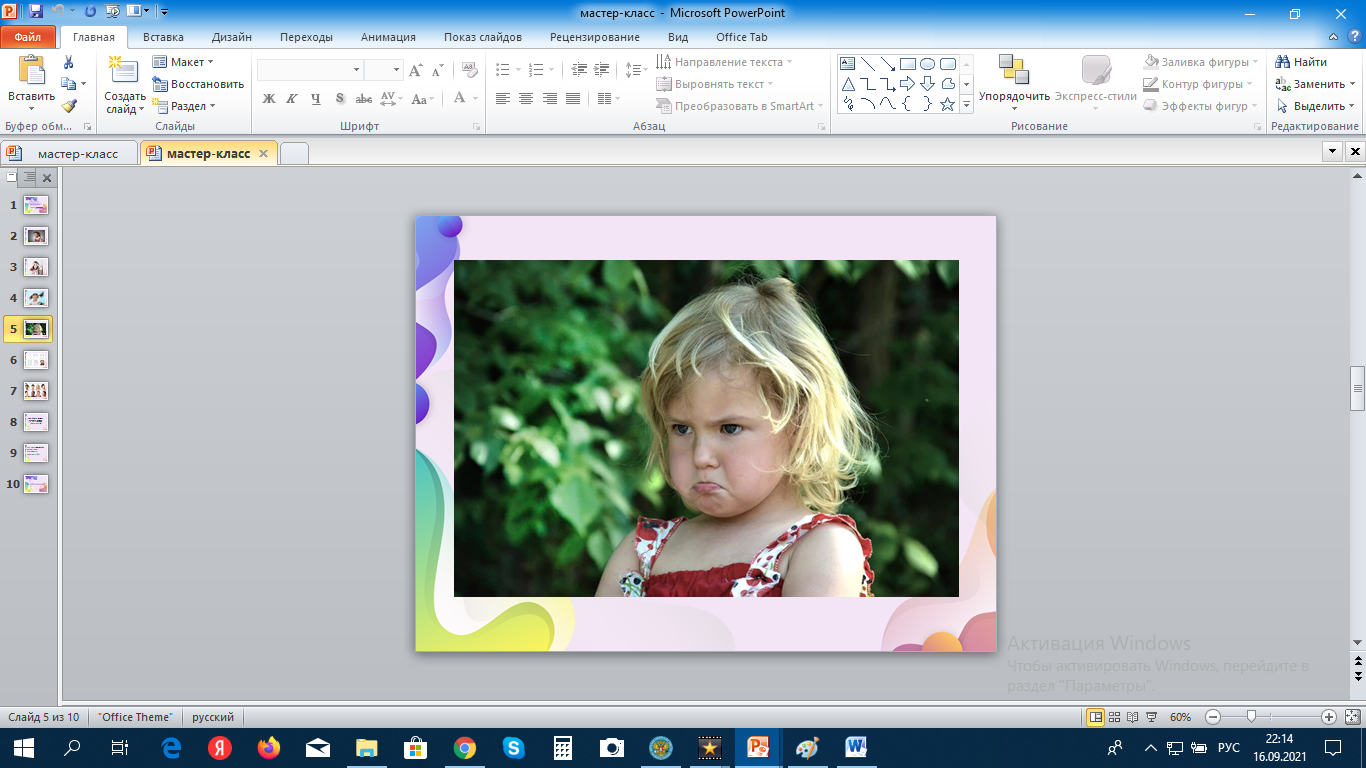 мастер-класс - Microsoft PowerPoint
Файл Главная Вставка Дизайн Переходы Анимация Показ слайдов Рецензирование Вид Office Tab
Вставить
Буфер обм...
Создать слайд
Макет
Восстановить
Раздел
Слайды
Ж К Ч S abc AV Aa A
Шрифт
Направление текста
Выровнять текст
Преобразовать в SmartArt
Абзац
Упорядочить
Экспресс-стили
Заливка фигуры
Контур фигуры
Эффекты фигур
Рисование
Найти
Заменить
Выделить
Редактирование
мастер-класс мастер-класс
1
2
3
4
5
6
7
8
9
10
Активация Windows
Чтобы активировать Windows, перейдите в
раздел "Параметры".
Слайд 5 из 10 "Office Theme" русский 60%
РУС 22:14
16.09.2021